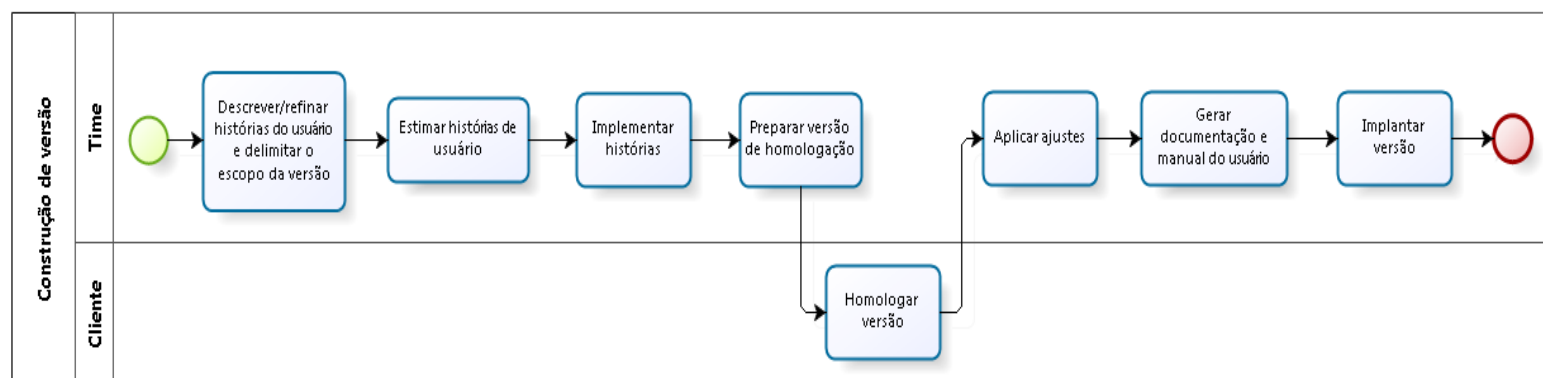 Construção de versão
Time
Descrever/refinar
histórias do usuário
e delimitar o
escopo da versão
Estimar histórias de
usuário
Implementar
histórias
Preparar versão
de homologação
Aplicar ajustes
Gerar
documentação e
manual do usuário
Implantar
versão
Cliente
Homologar
versão